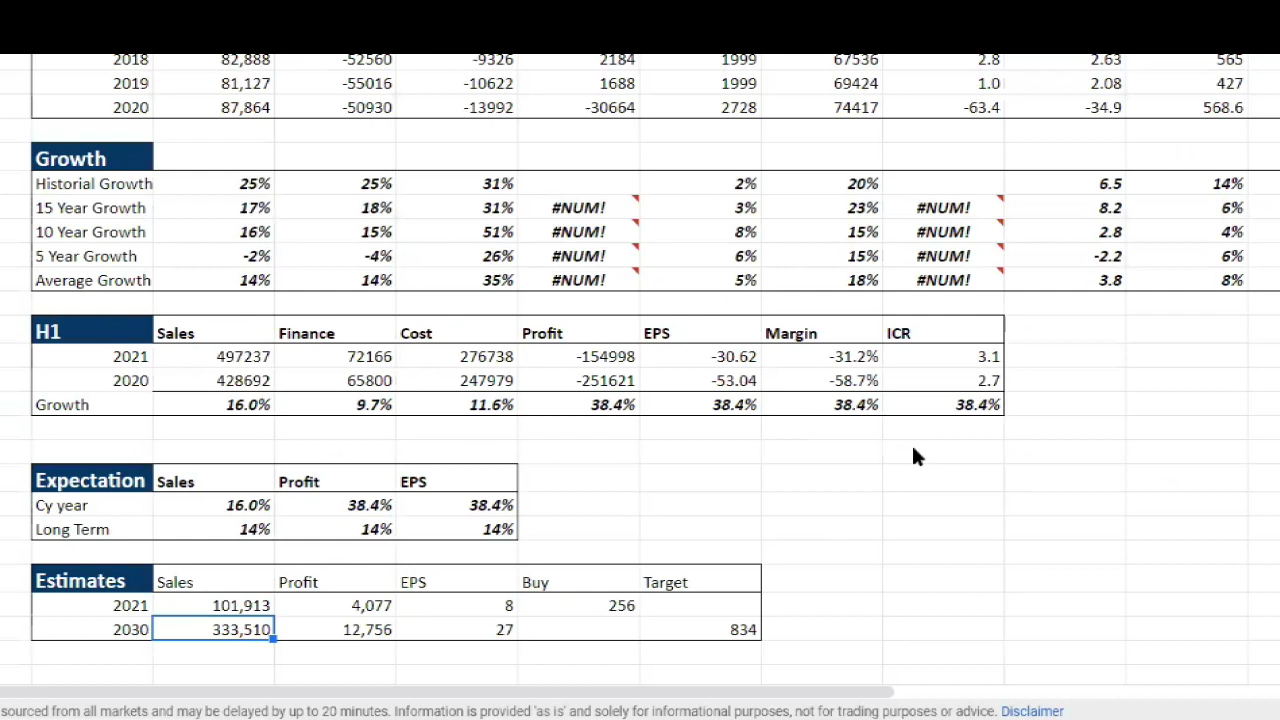 2018 82,888 -52560 -9326 2184 1999 67536 2.8 2.63 565
2019 81,127 -55016 -10622 1688 1999 69424 1.0 2.08 427
2020 87,864 -50930 -13992 -30664 2728 74417 -63.4 -34.9 568.6
Growth
Historial Growth 25% 25% 31% 2% 20% 6.5 14%
15 Year Growth 17% 18% 31% #NUM! 3% 23% #NUM! 8.2 6%
10 Year Growth 16% 15% 51% #NUM! 8% 15% #NUM! 2.8 4%
5 Year Growth -2% -4% 26% #NUM! 6% 15% #NUM! -2.2 6%
Average Growth 14% 14% 35% #NUM! 5% 18% #NUM! 3.8 8%
H1 Sales Finance Cost Profit EPS Margin ICR
2021 497237 72166 276738 -154998 -30.62 -31.2% 3.1
2020 428692 65800 247979 -251621 -53.04 -58.7% 2.7
Growth 16.0% 9.7% 11.6% 38.4% 38.4% 38.4% 38.4%
Expectation Sales Profit EPS
Cy year 16.0% 38.4% 38.4%
Long Term 14% 14% 14%
Estimates Sales Profit EPS Buy Target
2021 101,913 4,077 8 256
2030 333,510 12,756 27 834
sourced from all markets and may be delayed by up to 20 minutes. Information is provided 'as is' and solely for informational purposes, not for trading purposes or advice. Disclaimer